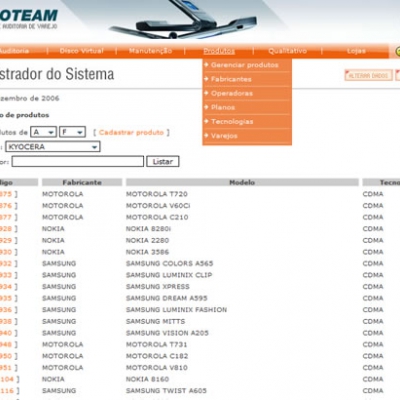 OTEAM
E AUDITORIA DE VAREJO
Auditoria | Disco Virtual | Manutenção | Produtos | Qualitativo | Lojas
Gerenciar produtos
Fabricantes
Operadoras
Planos
Tecnologias
Varejos
strador do Sistema
ALTERAR DADOS
zembro de 2006
o de produtos
dutos de A F [ Cadastrar produto ]
: KYOCERA
or: Listar
digo Fabricante Modelo Tecno
875 ] MOTOROLA MOTOROLA T720 CDMA
876 ] MOTOROLA MOTOROLA V60Ci CDMA
877 ] MOTOROLA MOTOROLA C210 CDMA
928 ] NOKIA NOKIA 8280i CDMA
929 ] NOKIA NOKIA 2280 CDMA
930 ] NOKIA NOKIA 3586 CDMA
932 ] SAMSUNG SAMSUNG COLORS A565 CDMA
933 ] SAMSUNG SAMSUNG LUMINIX CLIP CDMA
934 ] SAMSUNG SAMSUNG XPRESS CDMA
935 ] SAMSUNG SAMSUNG DREAM A595 CDMA
936 ] SAMSUNG SAMSUNG LUMINIX FASHION CDMA
938 ] SAMSUNG SAMSUNG MITTS CDMA
940 ] SAMSUNG SAMSUNG VISION A205 CDMA
948 ] MOTOROLA MOTOROLA T731 CDMA
950 ] MOTOROLA MOTOROLA C182 CDMA
951 ] MOTOROLA MOTOROLA V810 CDMA
104 ] NOKIA NOKIA 8160 CDMA
116 ] SAMSUNG SAMSUNG TWIST A605 CDMA